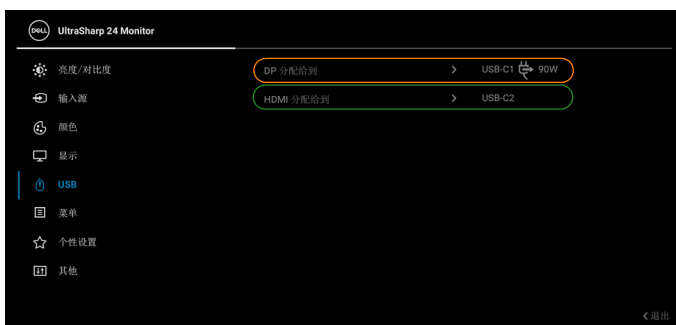 DELL UltraSharp 24 Monitor
亮度/对比度
DP 分配给到 > USB-C1 90W
输入源
HDMI 分配给到 > USB-C2
颜色
显示
USB
菜单
个性设置
其他
<退出